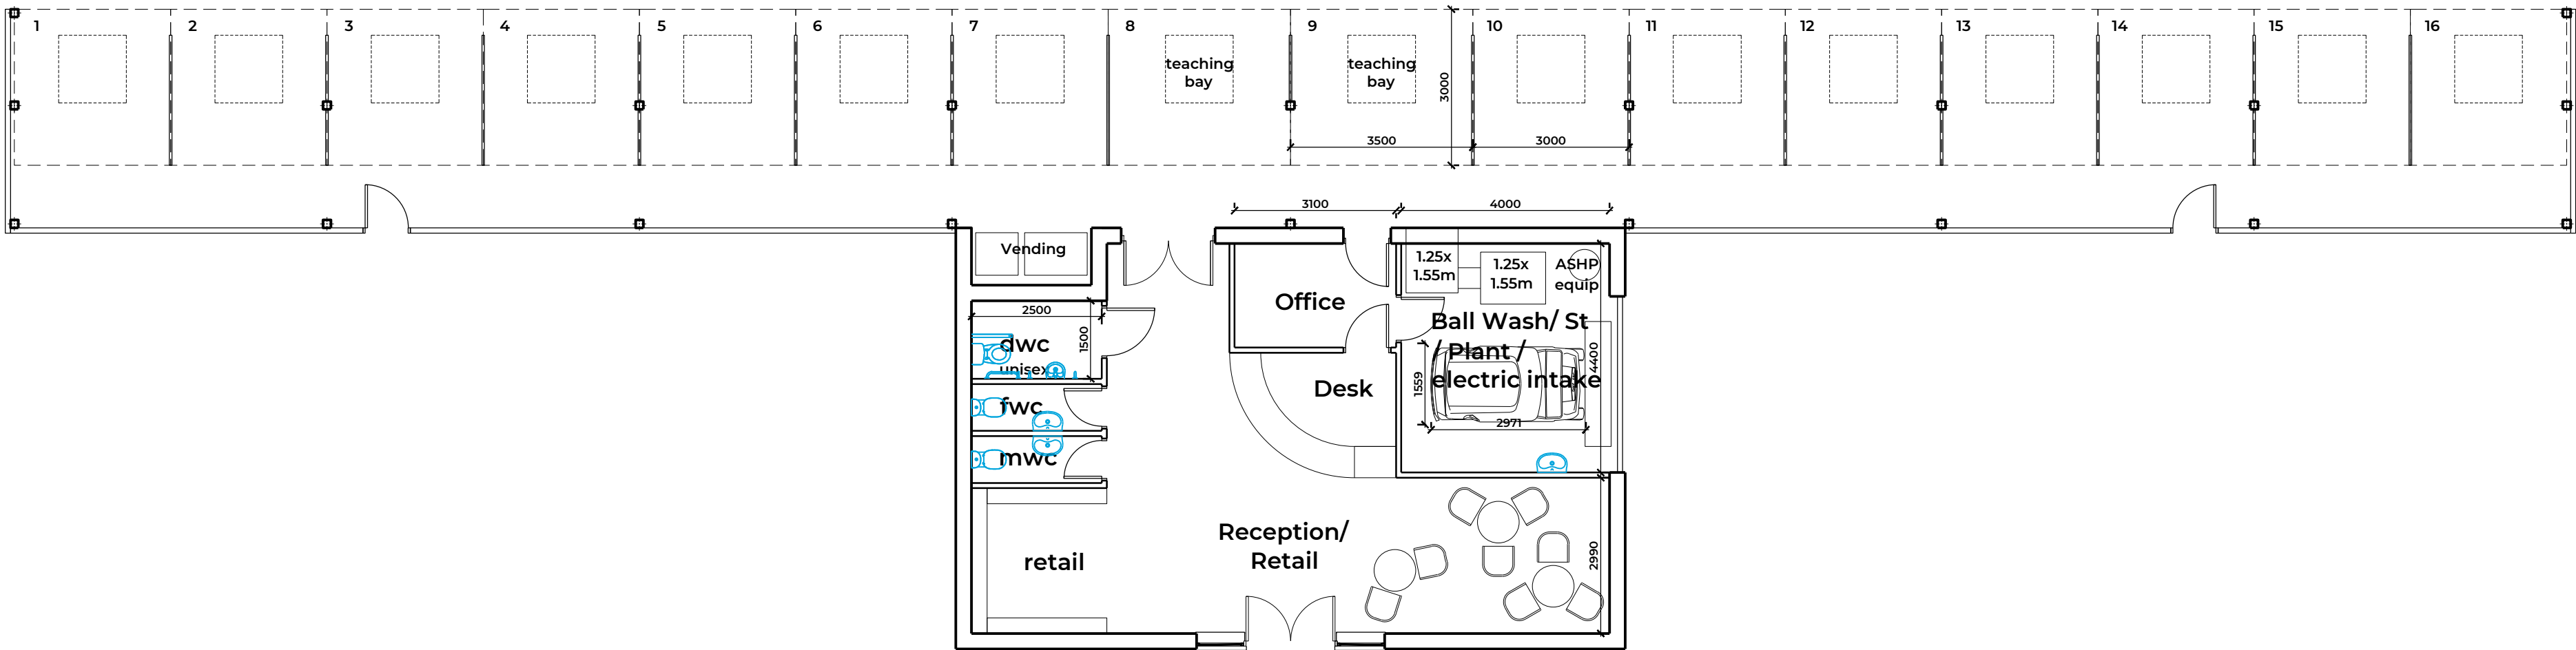 1 2 3 4 5 6 7 8 9 10 11 12 13 14 15 16
teaching
bay
teaching
bay
3000
3500
3000
3100
4000
Vending
Office
1.25x
1.55m
1.25x
1.55m
ASHP
equip
2500
1500
dwc
unisex
Ball Wash/ St
/ Plant /
electric intake
4400
1559
2971
Desk
fwc
mwc
Reception/
Retail
retail
2990